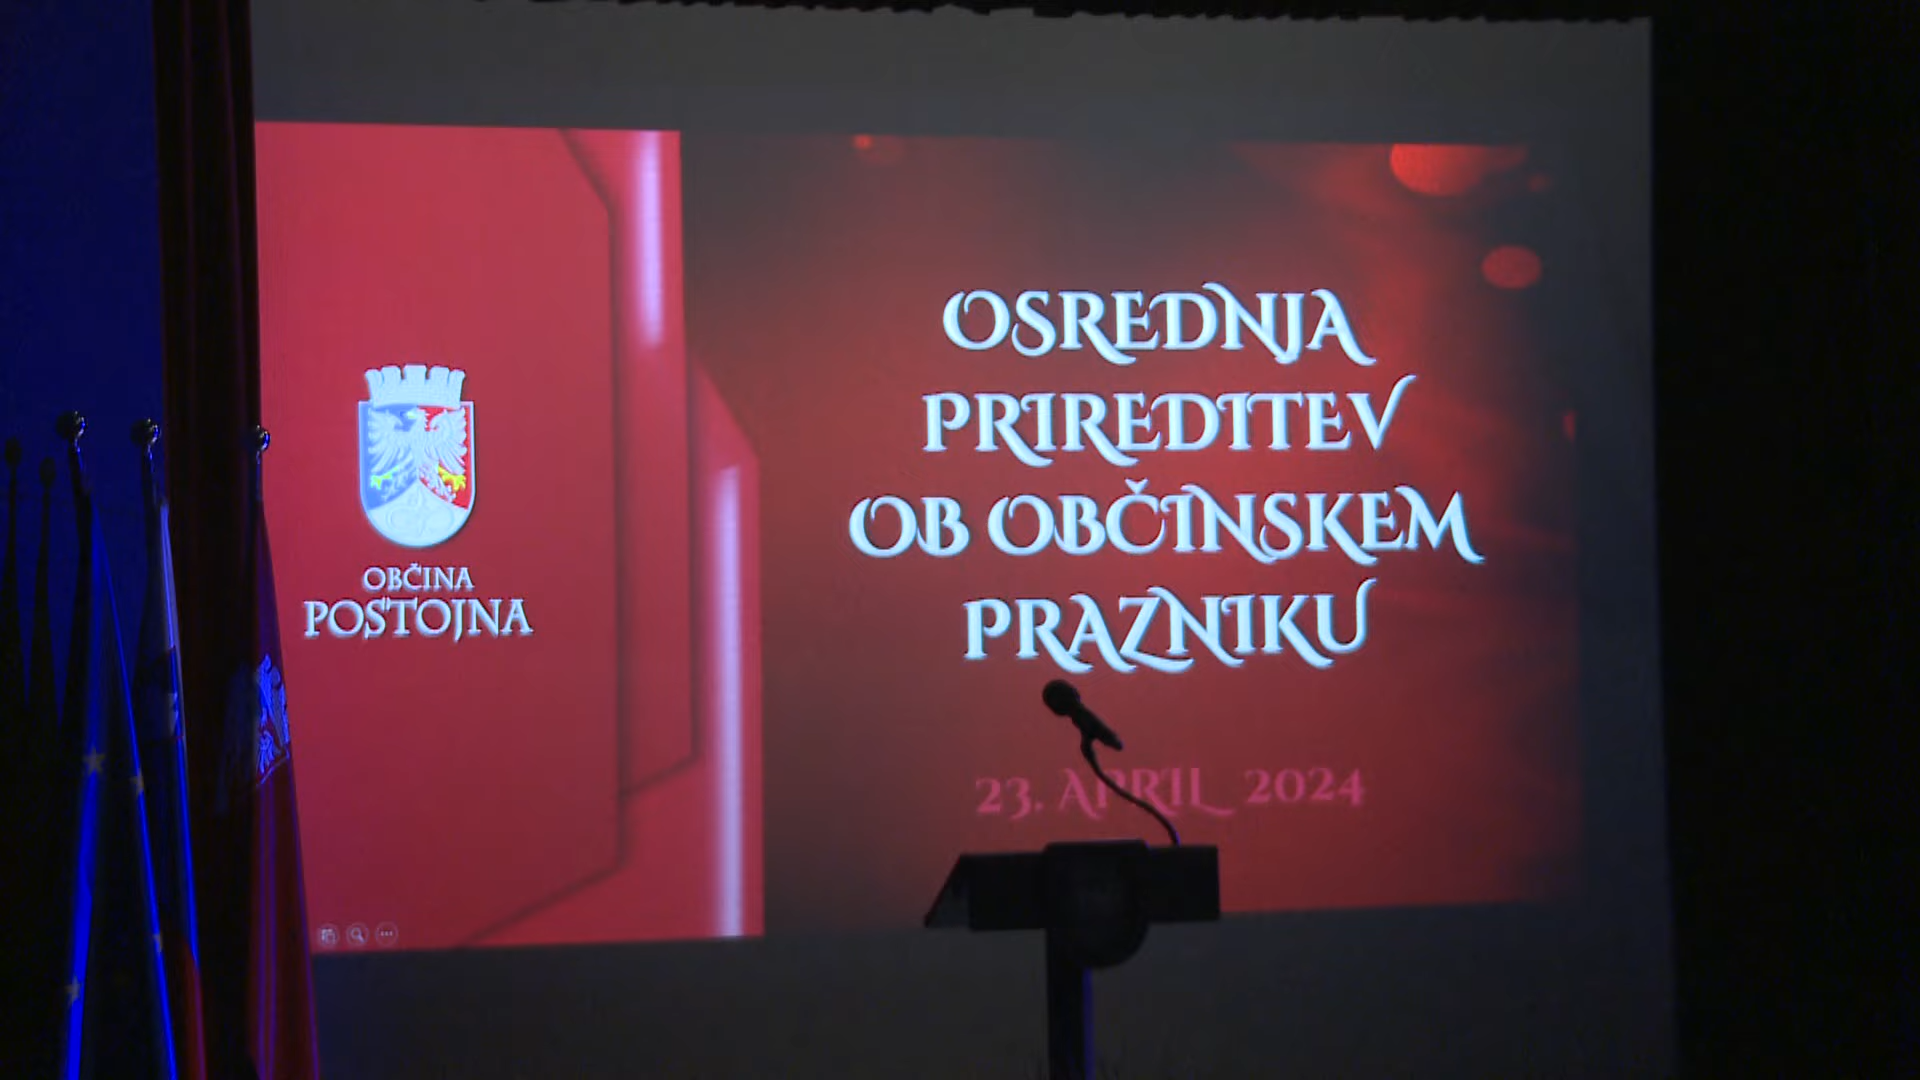 OBČINA
POSTOJNA
OSREDNJA
PRIREDITEV
OB OBČINSKEM
PRAZNIKU
23. APRIL 2024